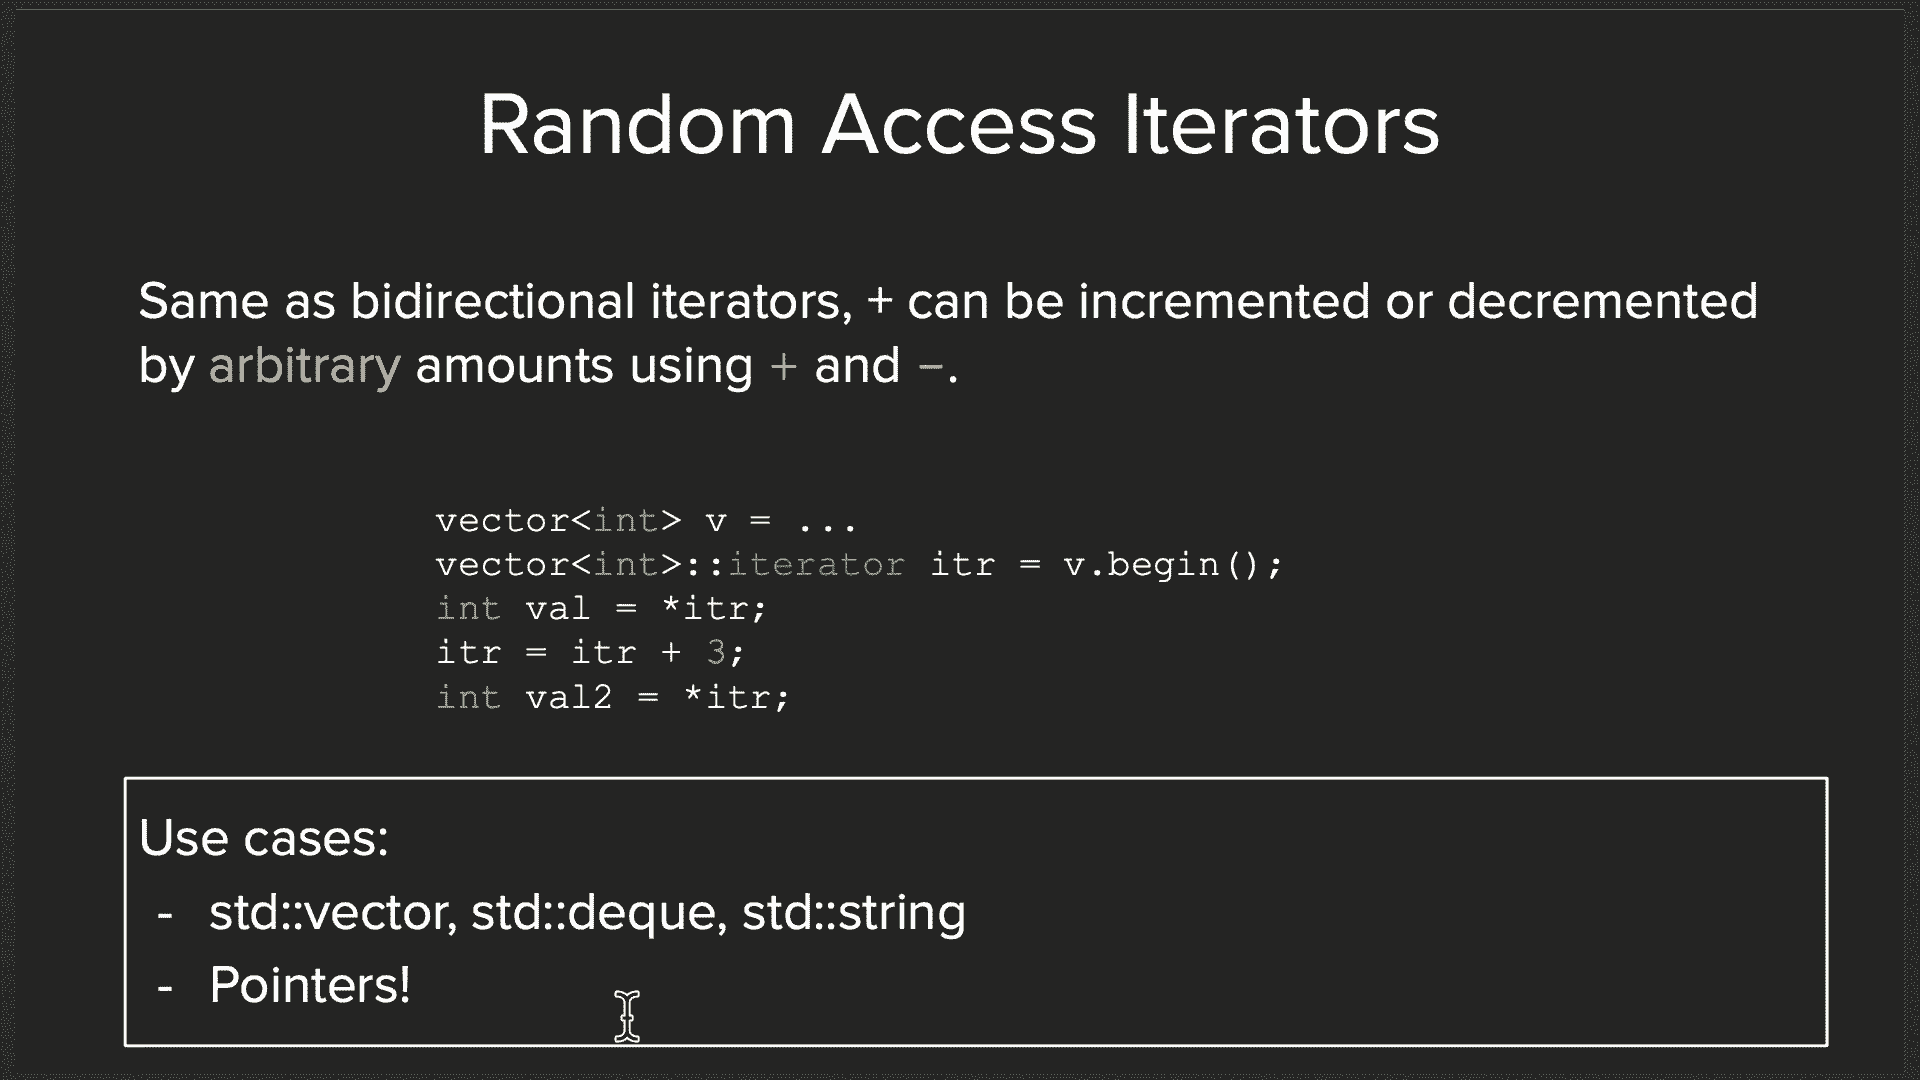 Random Access Iterators
Same as bidirectional iterators, + can be incremented or decremented
by arbitrary amounts using + and −.
vector<int> v = ...
vector<int>::iterator itr = v.begin();
int val = *itr;
itr = itr + 3;
int val2 = *itr;
Use cases:
- std::vector, std::deque, std::string
- Pointers!